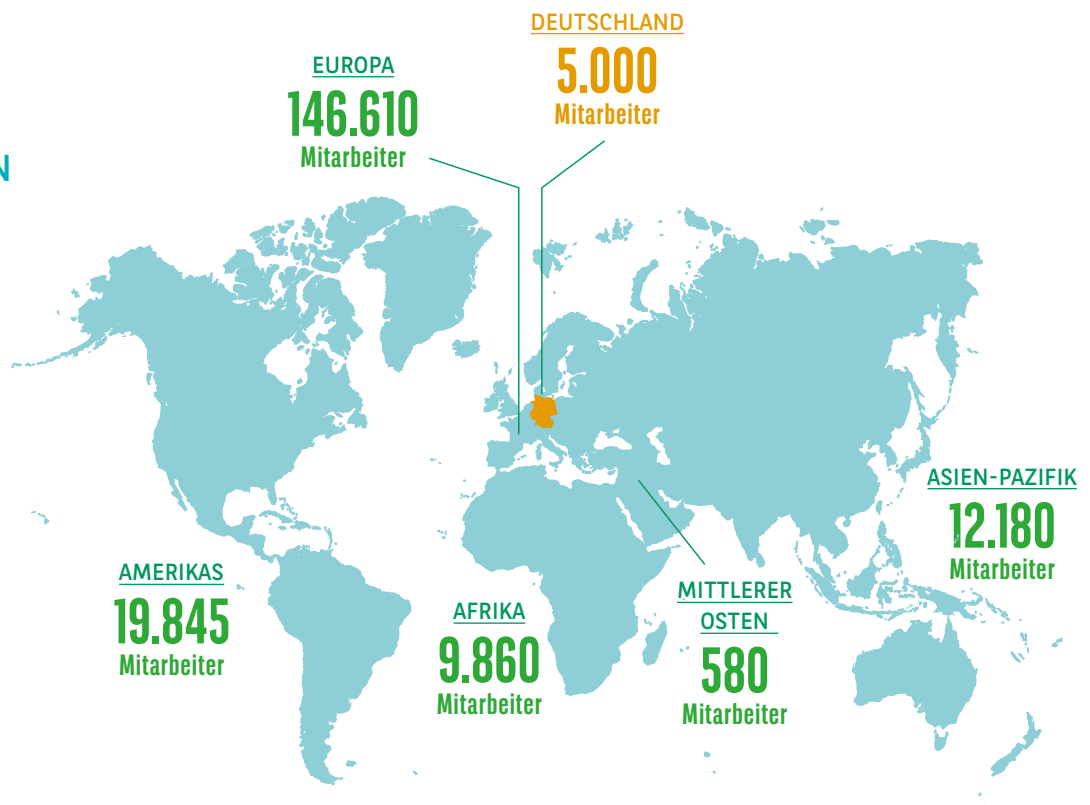 DEUTSCHLAND
5.000
Mitarbeiter
EUROPA
146.610
Mitarbeiter
N
ASIEN-PAZIFIK
12.180
Mitarbeiter
AMERIKAS
19.845
Mitarbeiter
AFRIKA
9.860
Mitarbeiter
MITTLERER
OSTEN
580
Mitarbeiter